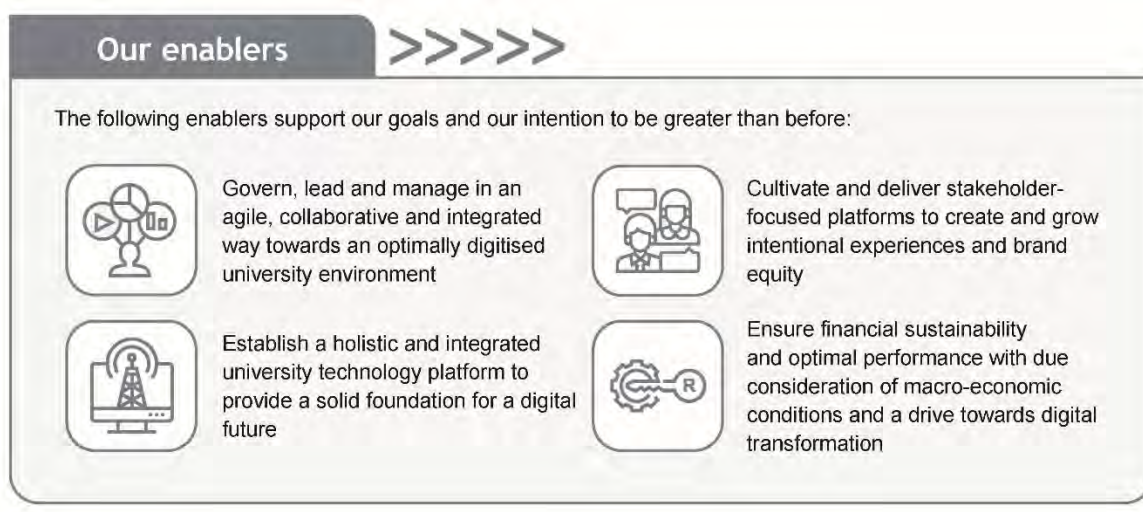 Our enablers >>>>>
The following enablers support our goals and our intention to be greater than before:
Govern, lead and manage in an
agile, collaborative and integrated
way towards an optimally digitised
university environment
Cultivate and deliver stakeholder-
focused platforms to create and grow
intentional experiences and brand
equity
Establish a holistic and integrated
university technology platform to
provide a solid foundation for a digital
future
R
Ensure financial sustainability
and optimal performance with due
consideration of macro-economic
conditions and a drive towards digital
transformation